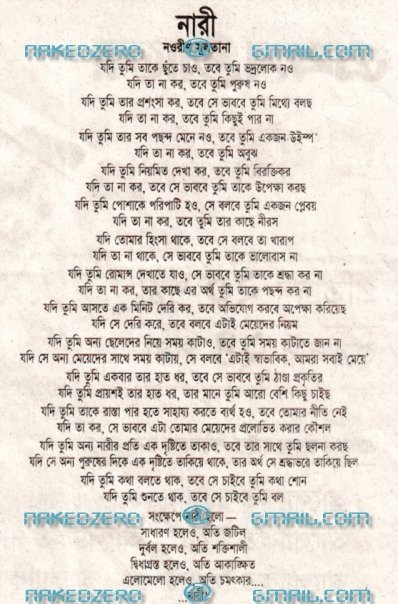 নারী
NAKEDZERO @ GMAIL.COM
নওরীন সুলতানা
যদি তুমি তাকে ছুঁতে চাও, তবে তুমি ভদ্রলোক নও
যদি তা না কর, তবে তুমি পুরুষ নও
যদি তুমি তার প্রশংসা কর, তবে সে ভাববে তুমি মিথ্যে বলছ
যদি তা না কর, তবে তুমি কিছুই পার না
যদি তুমি তার সব পছন্দ মেনে নও, তবে তুমি একজন উইম্প'
যদি তা না কর, তবে তুমি অবুঝ
যদি তুমি নিয়মিত দেখা কর, তবে তুমি বিরক্তিকর
যদি তা না কর, তবে সে ভাববে তুমি তাকে উপেক্ষা করছ
যদি তুমি পোশাকে পরিপাটি হও, সে বলবে তুমি একজন প্লেবয়
যদি তা না কর, তবে তুমি তার কাছে নীরস
যদি তোমার হিংসা থাকে, তবে সে বলবে তা খারাপ
যদি তা না থাকে, সে ভাববে তুমি তাকে ভালোবাস না
যদি তুমি রোমান্স দেখাতে যাও, সে ভাববে তুমি তাকে শ্রদ্ধা কর না
যদি তা না কর, তার কাছে এর অর্থ তুমি তাকে পছন্দ কর না
যদি তুমি আসতে এক মিনিট দেরি কর, তবে অভিযোগ করবে অপেক্ষা করিয়েছ
যদি সে দেরি করে, তবে বলবে এটাই মেয়েদের নিয়ম
যদি তুমি অন্য ছেলেদের নিয়ে সময় কাটাও, তবে তুমি সময় কাটাতে জান না
যদি সে অন্য মেয়েদের সাথে সময় কাটায়, সে বলবে 'এটাই স্বাভাবিক, আমরা সবাই মেয়ে'
যদি তুমি একবার তার হাত ধর, তবে সে ভাববে তুমি ঠাণ্ডা প্রকৃতির
যদি তুমি প্রায়শই তার হাত ধর, তার মানে তুমি আরো বেশি কিছু চাইছ
যদি তুমি তাকে রাস্তা পার হতে সাহায্য করতে ব্যর্থ হও, তবে তোমার নীতি নেই
যদি তা কর, সে ভাববে এটা তোমার মেয়েদের প্রলোভিত করার কৌশল
যদি তুমি অন্য নারীর প্রতি এক দৃষ্টিতে তাকাও, তবে তার সাথে তুমি ছলনা করছ
যদি সে অন্য পুরুষের দিকে এক দৃষ্টিতে তাকিয়ে থাকে, তার অর্থ সে শ্রদ্ধাভরে তাকিয়ে ছিল
যদি তুমি কথা বলতে থাক, তবে সে চাইবে তুমি কথা শোন
যদি তুমি শুনতে থাক, তবে সে চাইবে তুমি বল
NAKEDZERO @ GMAIL.COM
সংক্ষেপে নারী হলো—
সাধারণ হলেও, অতি জটিল
দুর্বল হলেও, অতি শক্তিশালী
দ্বিধাগ্রস্ত হলেও, অতি আকাঙ্ক্ষিত
এলোমেলো হলেও, অতি চমৎকার....
NAKEDZERO @ GMAIL.COM